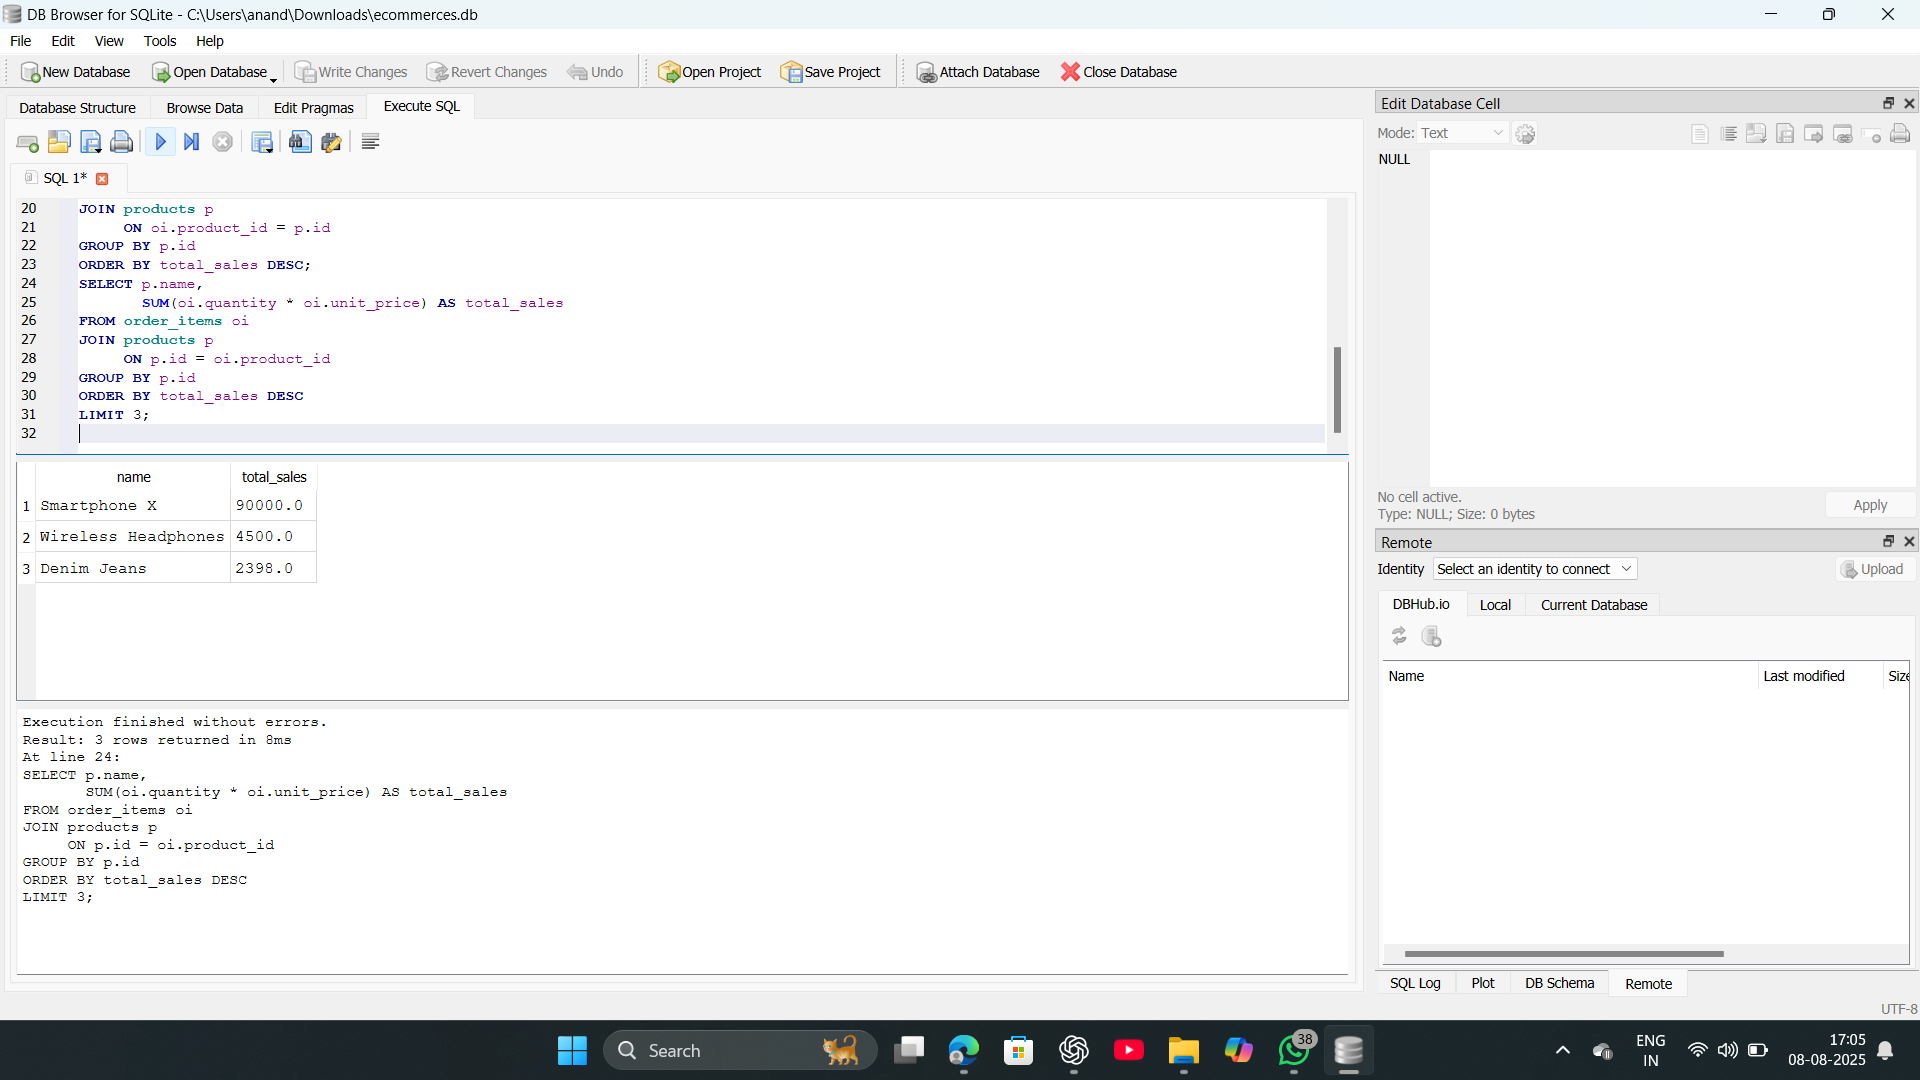 DB Browser for SQLite - C:\Users\anand\Downloads\ecommerces.db
File Edit View Tools Help
New Database Open Database Write Changes Revert Changes Undo Open Project Save Project Attach Database Close Database
Database Structure Browse Data Edit Pragmas Execute SQL
SQL 1*
20 JOIN products p
21 ON oi.product_id = p.id
22 GROUP BY p.id
23 ORDER BY total_sales DESC;
24 SELECT p.name,
25 SUM(oi.quantity * oi.unit_price) AS total_sales
26 FROM order_items oi
27 JOIN products p
28 ON p.id = oi.product_id
29 GROUP BY p.id
30 ORDER BY total_sales DESC
31 LIMIT 3;
32
name total_sales
1 Smartphone X 90000.0
2 Wireless Headphones 4500.0
3 Denim Jeans 2398.0
Execution finished without errors.
Result: 3 rows returned in 8ms
At line 24:
SELECT p.name,
SUM(oi.quantity * oi.unit_price) AS total_sales
FROM order_items oi
JOIN products p
ON p.id = oi.product_id
GROUP BY p.id
ORDER BY total_sales DESC
LIMIT 3;
Edit Database Cell
Mode: Text
NULL
No cell active.
Type: NULL; Size: 0 bytes
Apply
Remote
Identity Select an identity to connect Upload
DBHub.io Local Current Database
Name Last modified Size
SQL Log Plot DB Schema Remote
UTF-8
Search
38
ENG
IN
17:05
08-08-2025